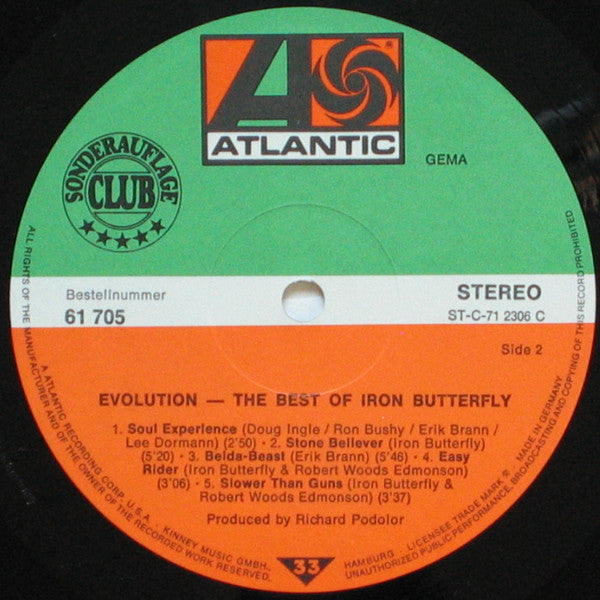 ATLANTIC
GEMA
SONDERAUFLAGE
CLUB
Bestellnummer
61 705
STEREO
ST-C-71 2306 C
Side 2
EVOLUTION — THE BEST OF IRON BUTTERFLY
1. Soul Experience (Doug Ingle / Ron Bushy / Erik Brann /
Lee Dormann) (2'50) · 2. Stone Believer (Iron Butterfly)
(5'20) · 3. Belda-Beast (Erik Brann) (5'46) · 4. Easy
Rider (Iron Butterfly & Robert Woods Edmonson)
(3'06) · 5. Slower Than Guns (Iron Butterfly &
Robert Woods Edmonson) (3'37)
Produced by Richard Podolor
33
ALL RIGHTS OF THE MANUFACTURER AND OF THE OWNER OF THE RECORDED WORK RESERVED.
UNAUTHORIZED PUBLIC PERFORMANCE, BROADCASTING AND COPYING OF THIS RECORD PROHIBITED
ATLANTIC RECORDING CORP. U.S.A. · KINNEY MUSIC GMBH.,
HAMBURG · LICENSEE TRADE MARK ® · MADE IN GERMANY